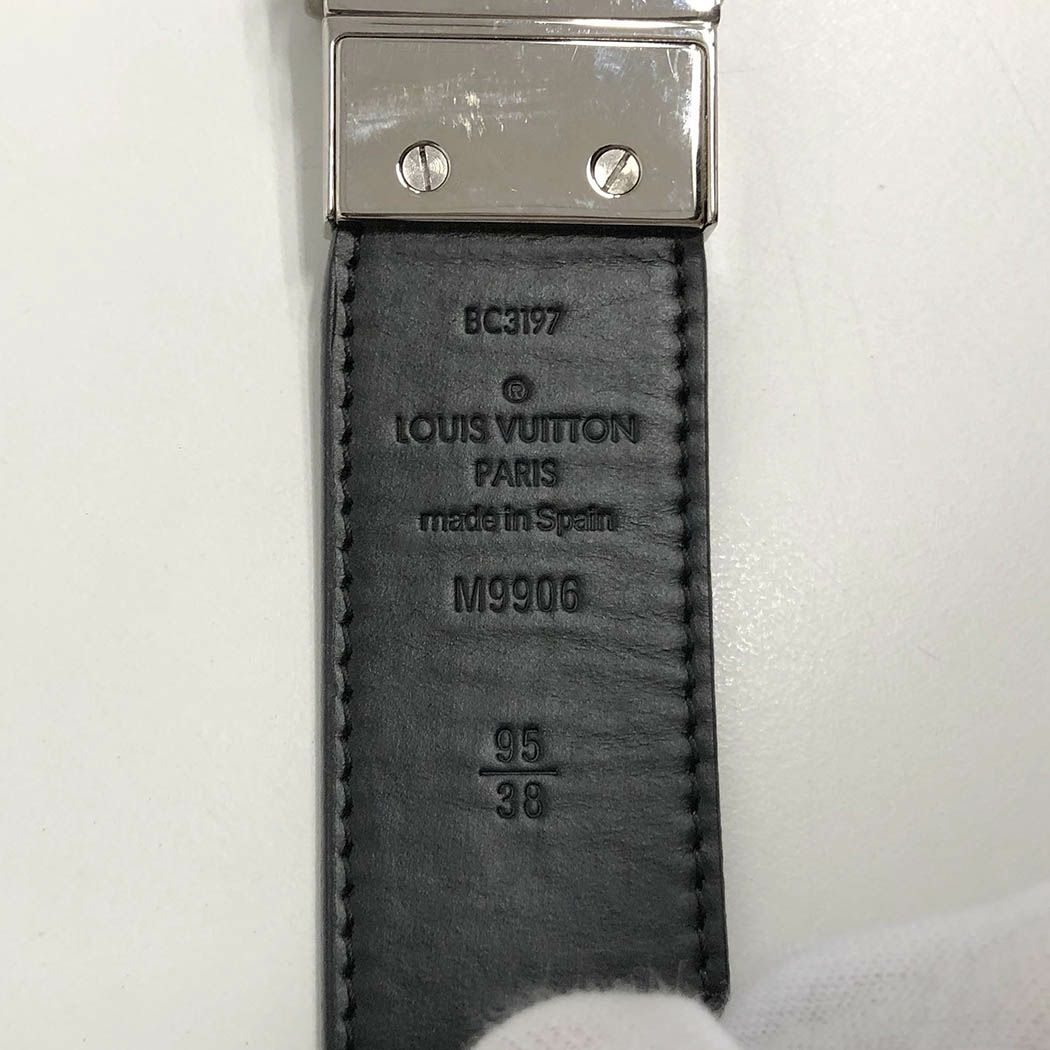 BC3197
®
LOUIS VUITTON
PARIS
made in Spain
M9906
95
38